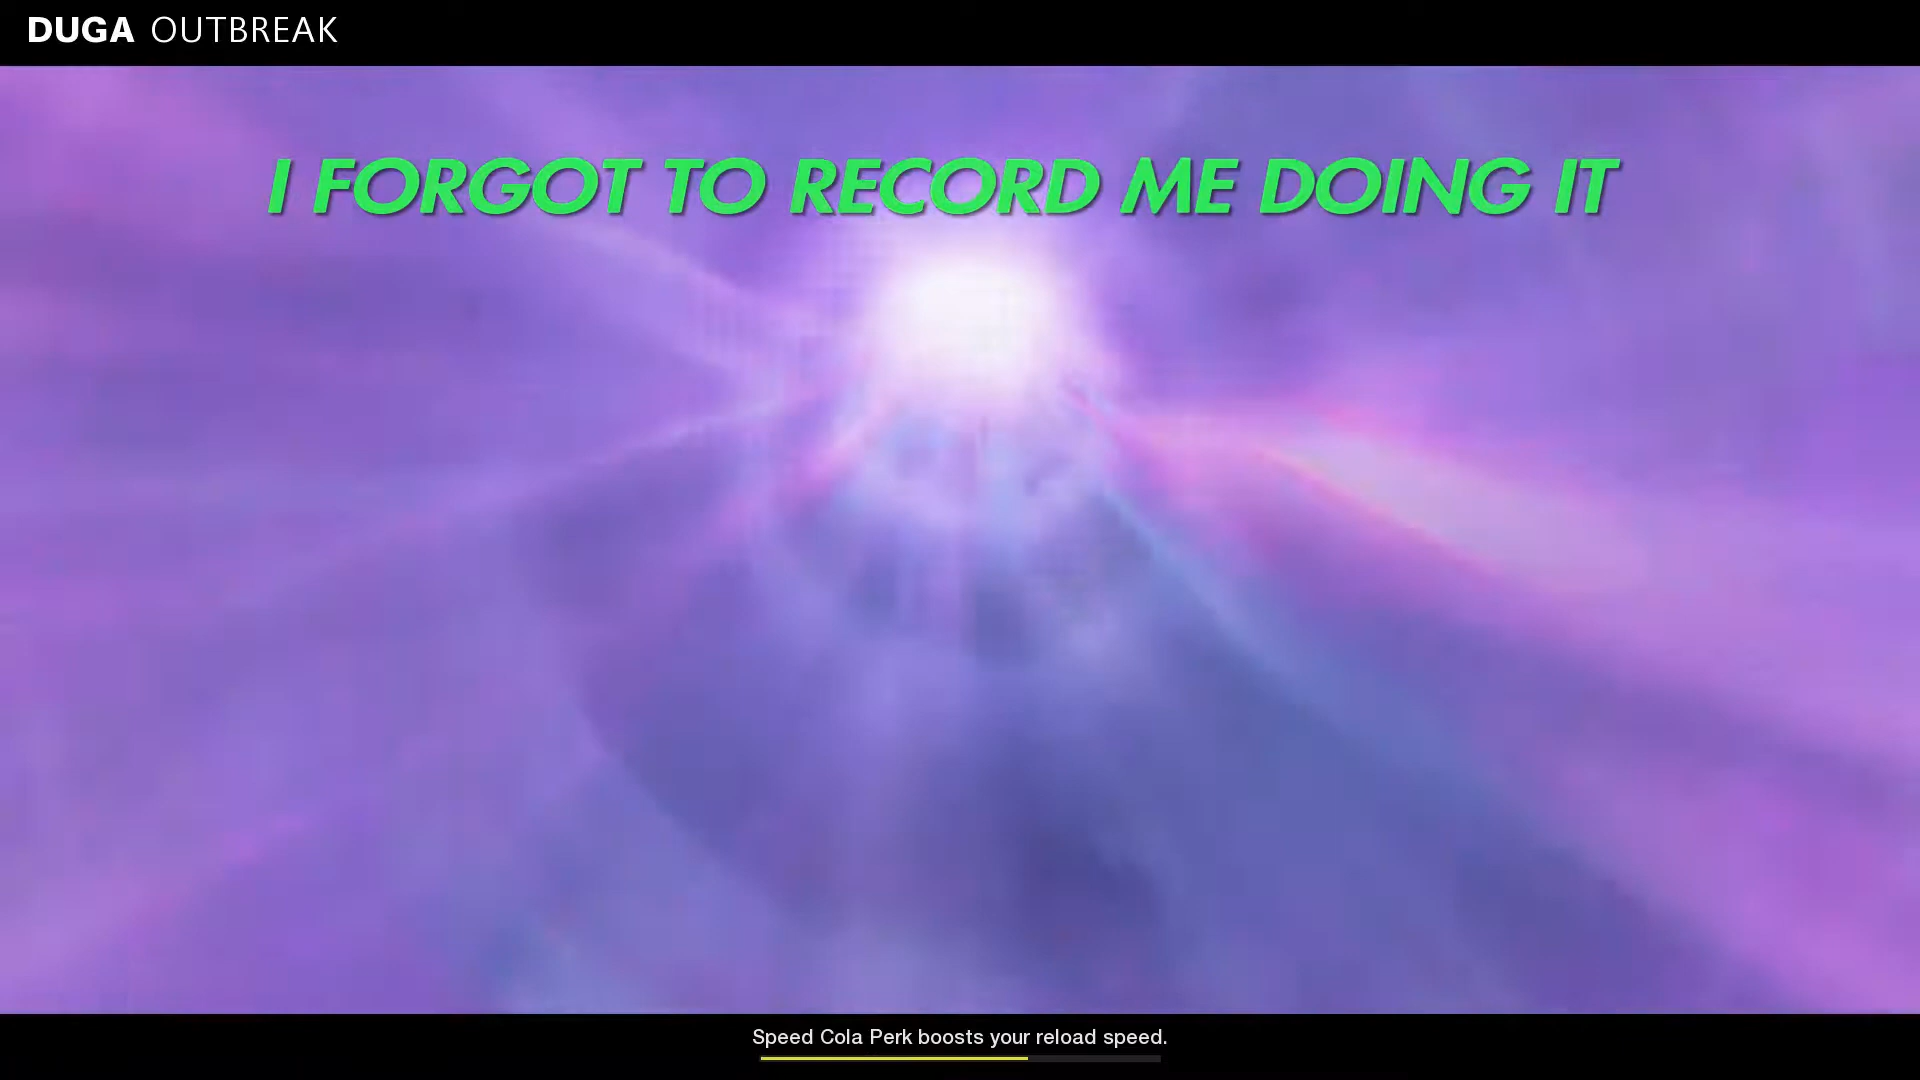 DUGA OUTBREAK
I FORGOT TO RECORD ME DOING IT
Speed Cola Perk boosts your reload speed.